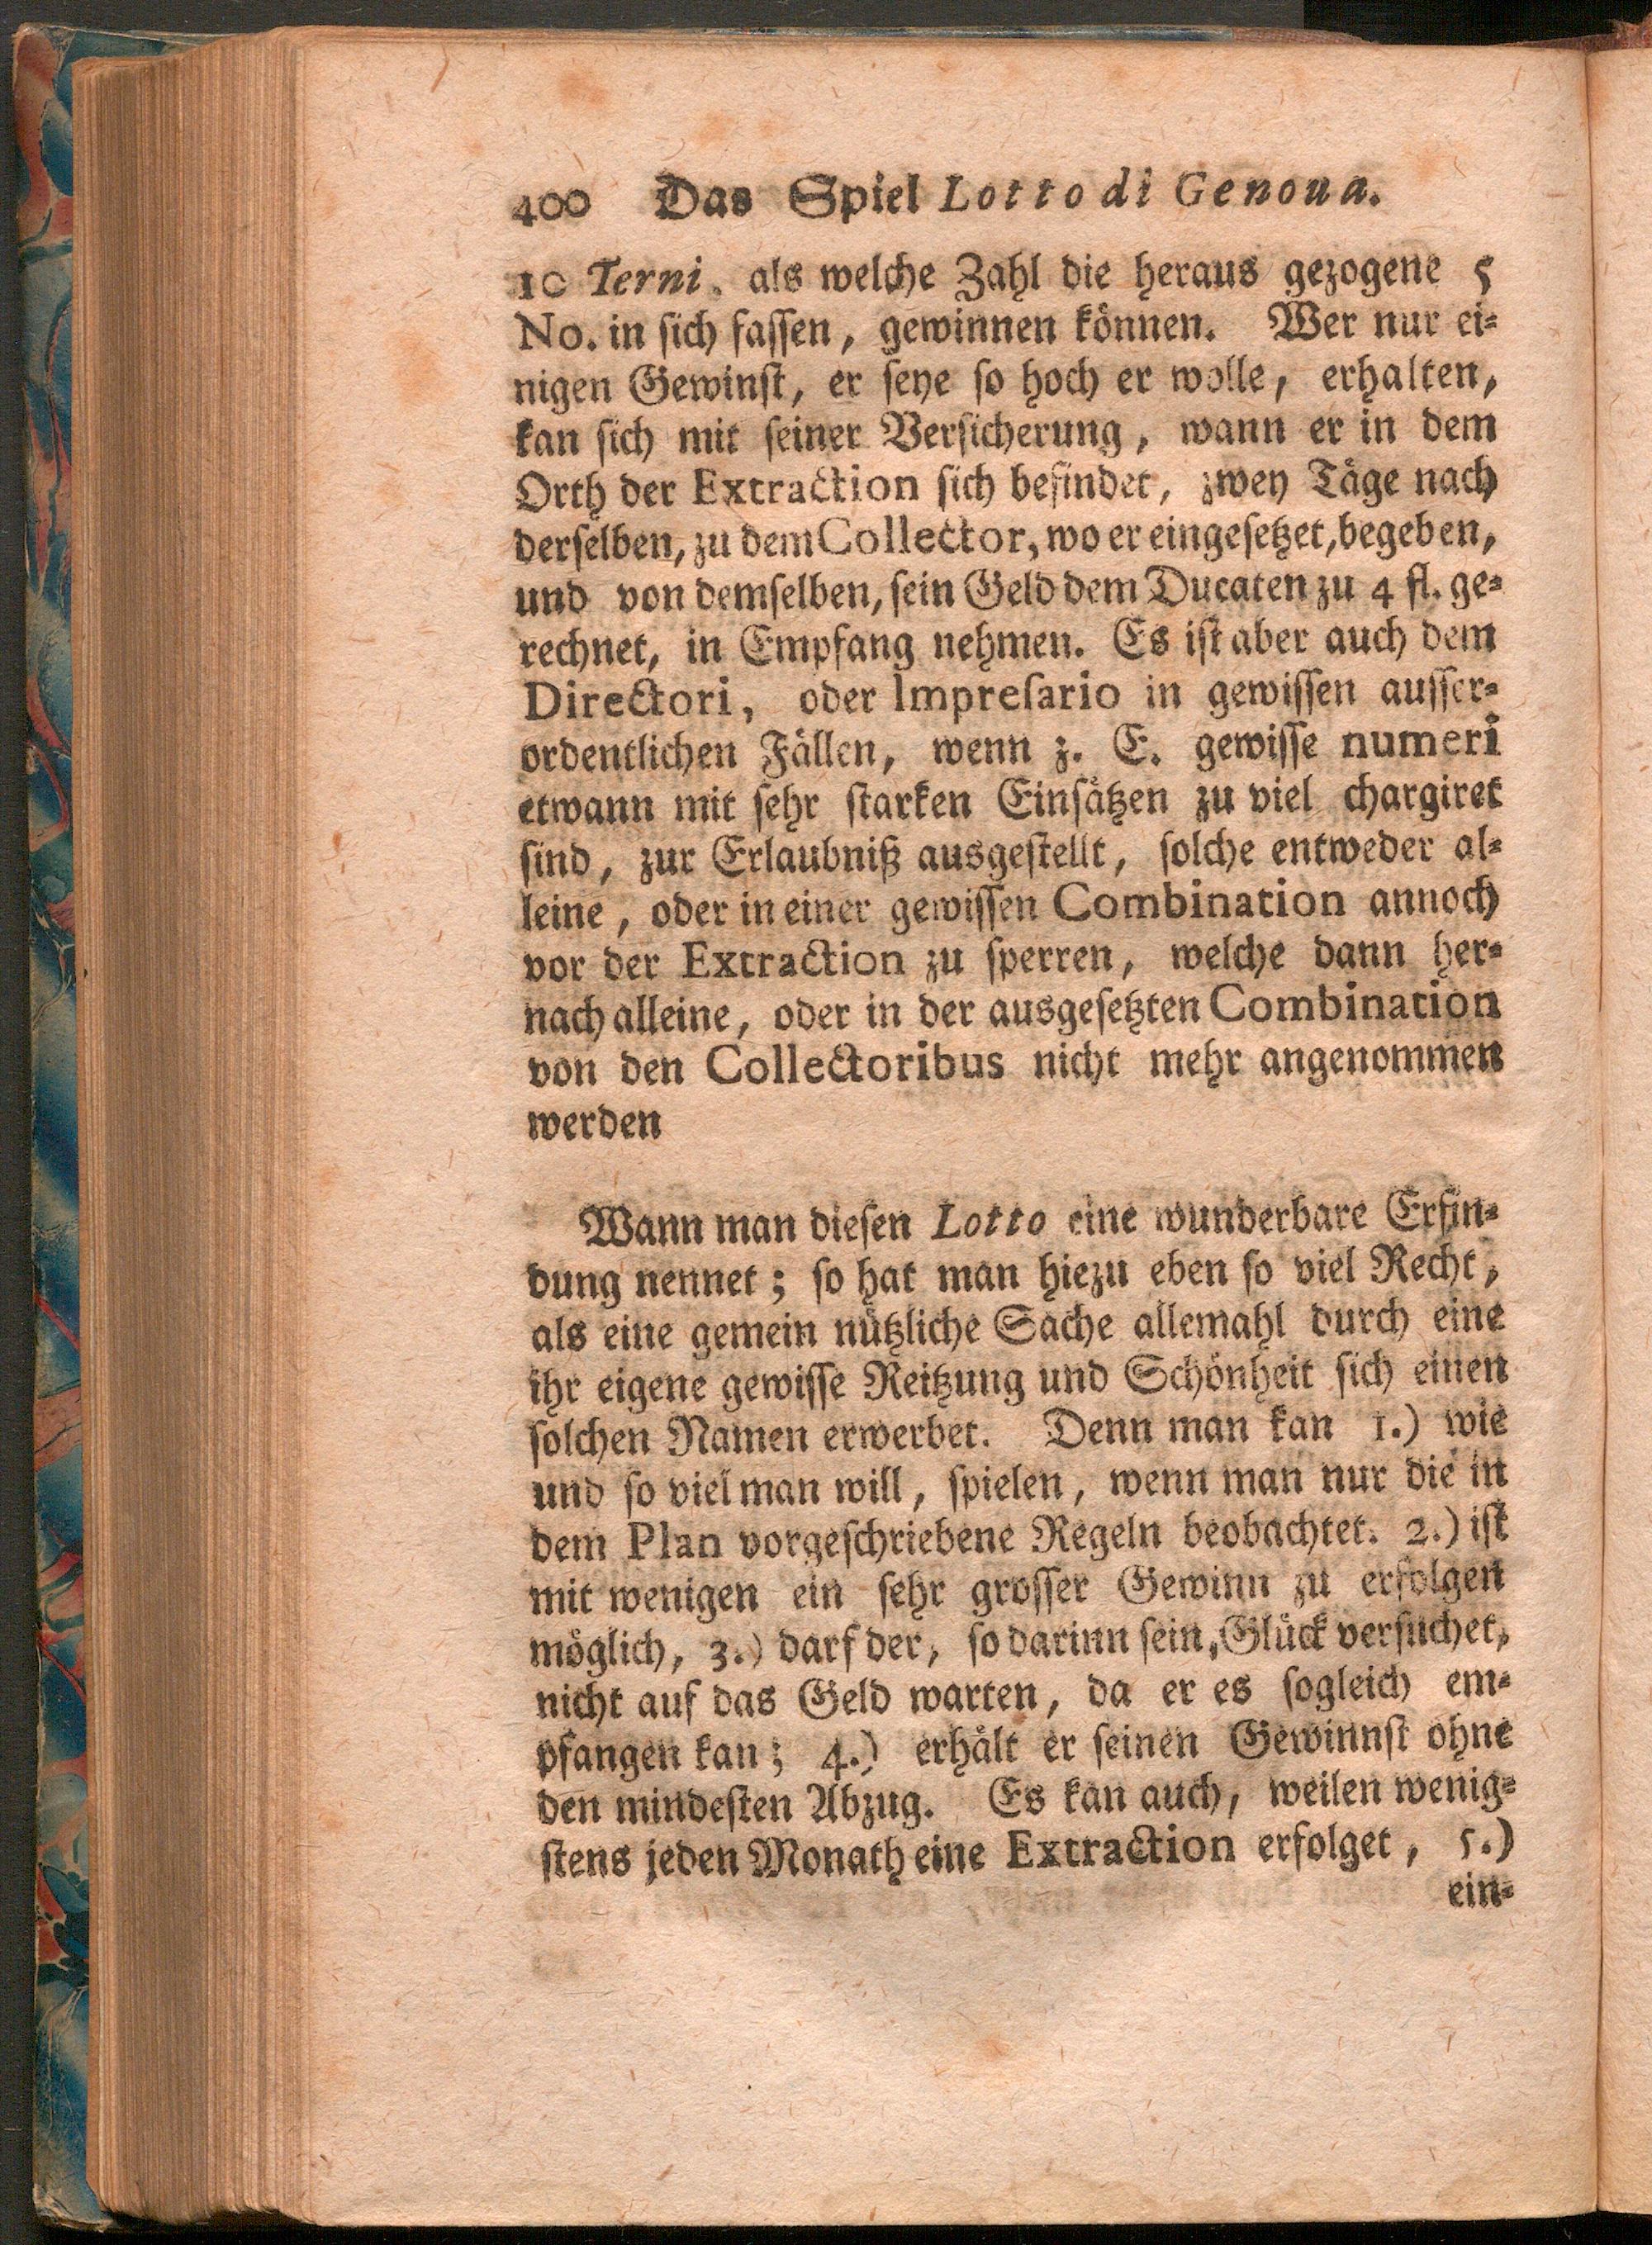 400 Das Spiel Lotto di Genoua.
10 Terni, als welche Zahl die heraus gezogene 5
No. in sich fassen, gewinnen können. Wer nur ei-
nigen Gewinst, er seye so hoch er wolle, erhalten,
kan sich mit seiner Versicherung, wann er in dem
Orth der Extraction sich befindet, zwey Täge nach
derselben, zu dem Collector, wo er eingesetzet, begeben,
und von demselben, sein Geld dem Ducaten zu 4 fl. ge-
rechnet, in Empfang nehmen. Es ist aber auch dem
Directori, oder Impresario in gewissen ausser-
ordentlichen Fällen, wenn z. E. gewisse numeri
etwann mit sehr starken Einsätzen zu viel chargiret
sind, zur Erlaubniß ausgestellt, solche entweder al-
leine, oder in einer gewissen Combination annoch
vor der Extraction zu sperren, welche dann her-
nach alleine, oder in der ausgesetzten Combination
von den Collectoribus nicht mehr angenommen
werden
Wann man diesen Lotto eine wunderbare Erfin-
dung nennet; so hat man hiezu eben so viel Recht,
als eine gemein nützliche Sache allemahl durch eine
ihr eigene gewisse Reitzung und Schönheit sich einen
solchen Namen erwerbet. Denn man kan 1.) wie
und so viel man will, spielen, wenn man nur die in
dem Plan vorgeschriebene Regeln beobachtet. 2.) ist
mit wenigen ein sehr grosser Gewinn zu erfolgen
möglich, 3.) darf der, so darinn sein, Glück versuchet,
nicht auf das Geld warten, da er es sogleich em-
pfangen kan; 4.) erhält er seinen Gewinnst ohne
den mindesten Abzug. Es kan auch, weilen wenig-
stens jeden Monath eine Extraction erfolget, 5.)
ein-